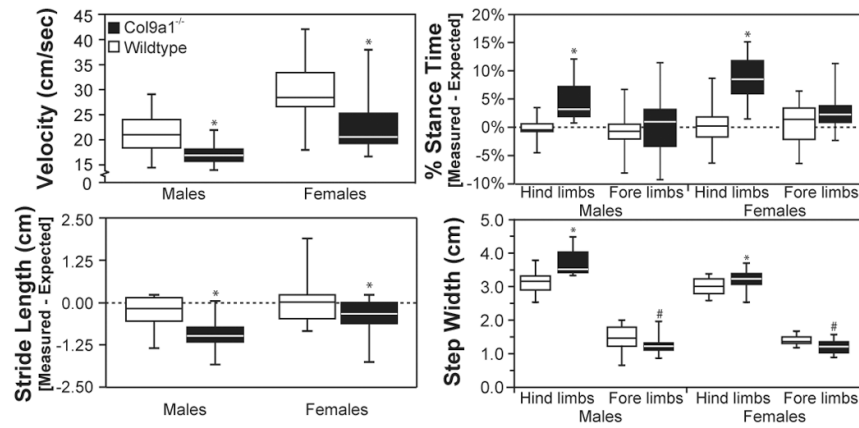 Velocity (cm/sec)
45
40
35
30
25
20
15
0
Col9a1-/-
Wildtype
*
*
Males
Females
% Stance Time
[Measured - Expected]
20%
15%
10%
5%
0%
-5%
-10%
*
*
Hind limbs Fore limbs Hind limbs Fore limbs
Males Females
Stride Length (cm)
[Measured - Expected]
2.50
1.25
0.00
-1.25
-2.50
*
*
Males
Females
Step Width (cm)
5.0
4.0
3.0
2.0
1.0
0.0
*
#
*
#
Hind limbs Fore limbs Hind limbs Fore limbs
Males Females